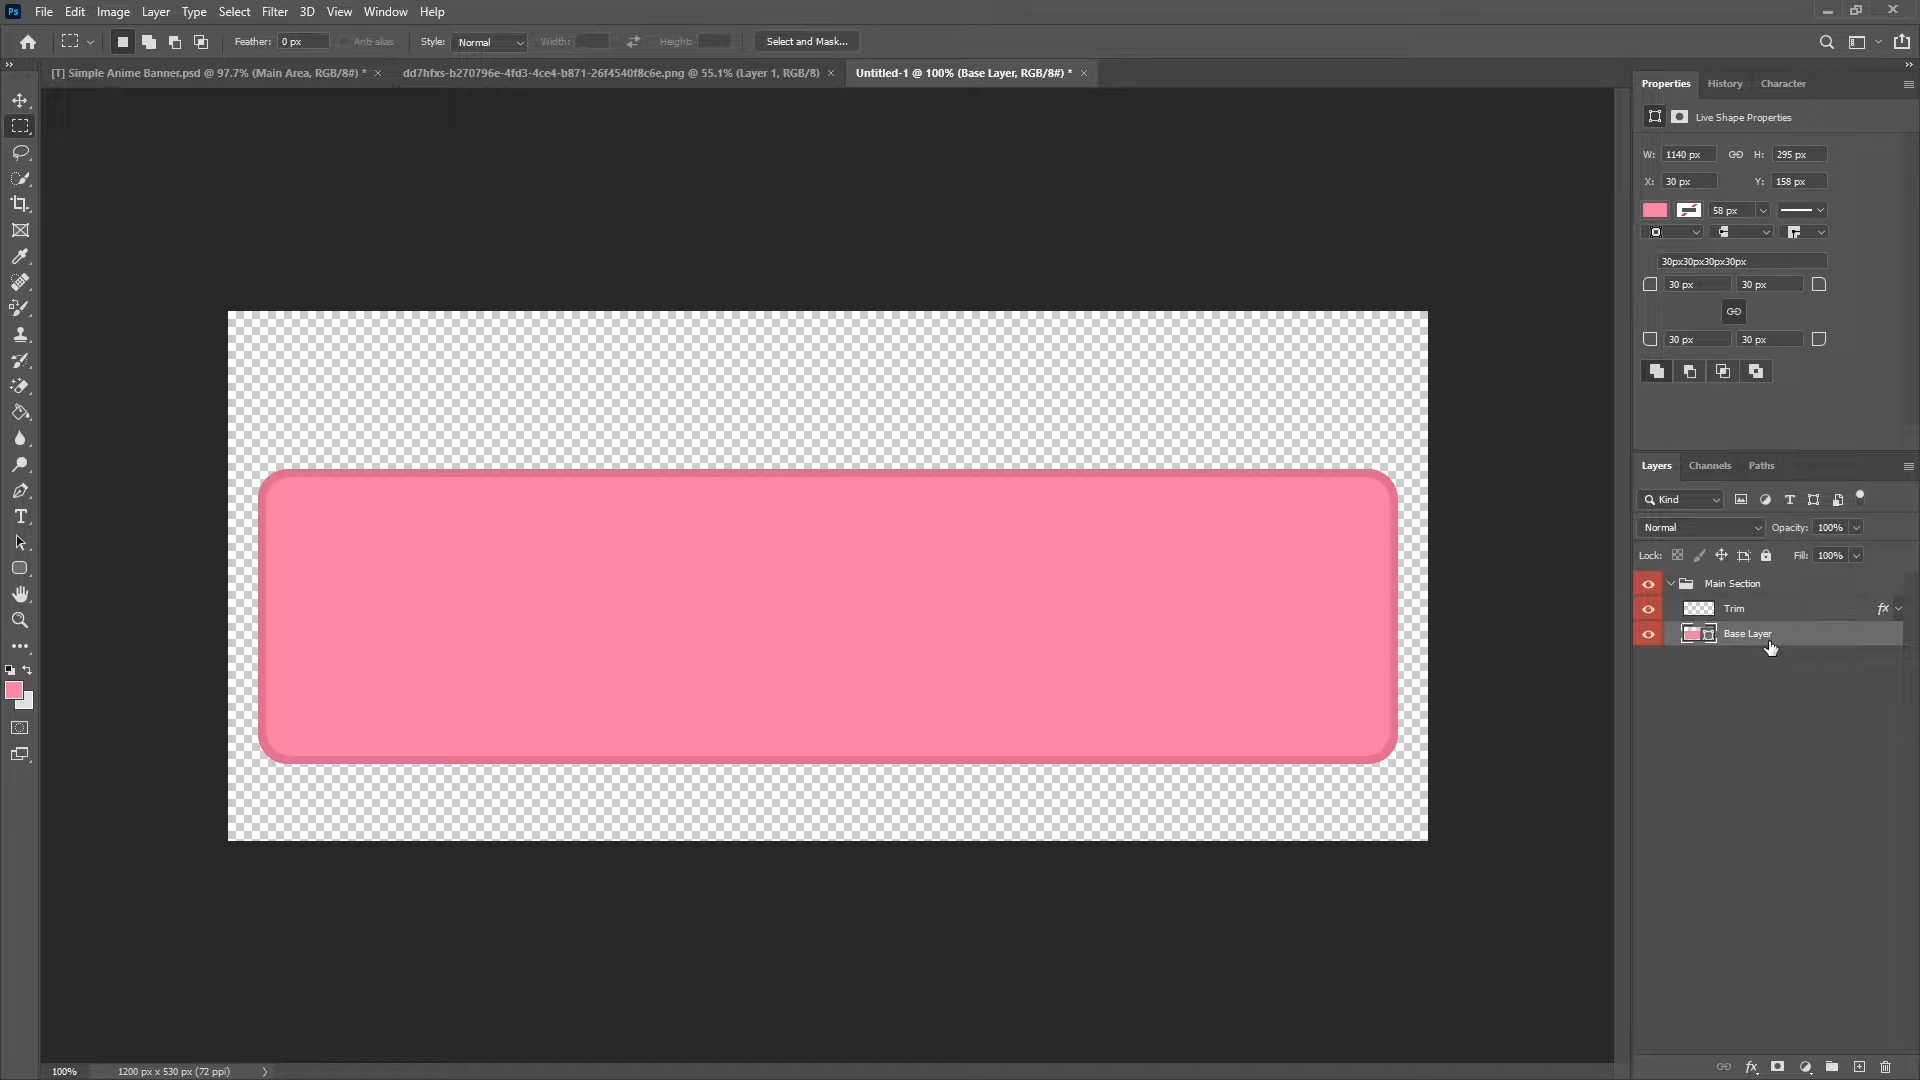 Ps File Edit Image Layer Type Select Filter 3D View Window Help
Feather: 0 px Anti-alias Style: Normal Width: Height: Select and Mask...
[T] Simple Anime Banner.psd @ 97.7% (Main Area, RGB/8#) * × dd7hfxs-b270796e-4fd3-4ce4-b871-26f4540f8c6e.png @ 55.1% (Layer 1, RGB/8) × Untitled-1 @ 100% (Base Layer, RGB/8#) * ×
Properties History Character
Live Shape Properties
W: 1140 px H: 295 px
X: 30 px Y: 158 px
58 px
30px30px30px30px
30 px 30 px
30 px 30 px
Layers Channels Paths
Kind T
Normal Opacity: 100%
Lock: Fill: 100%
Main Section
Trim fx
Base Layer
T
100% 1200 px x 530 px (72 ppi)
fx